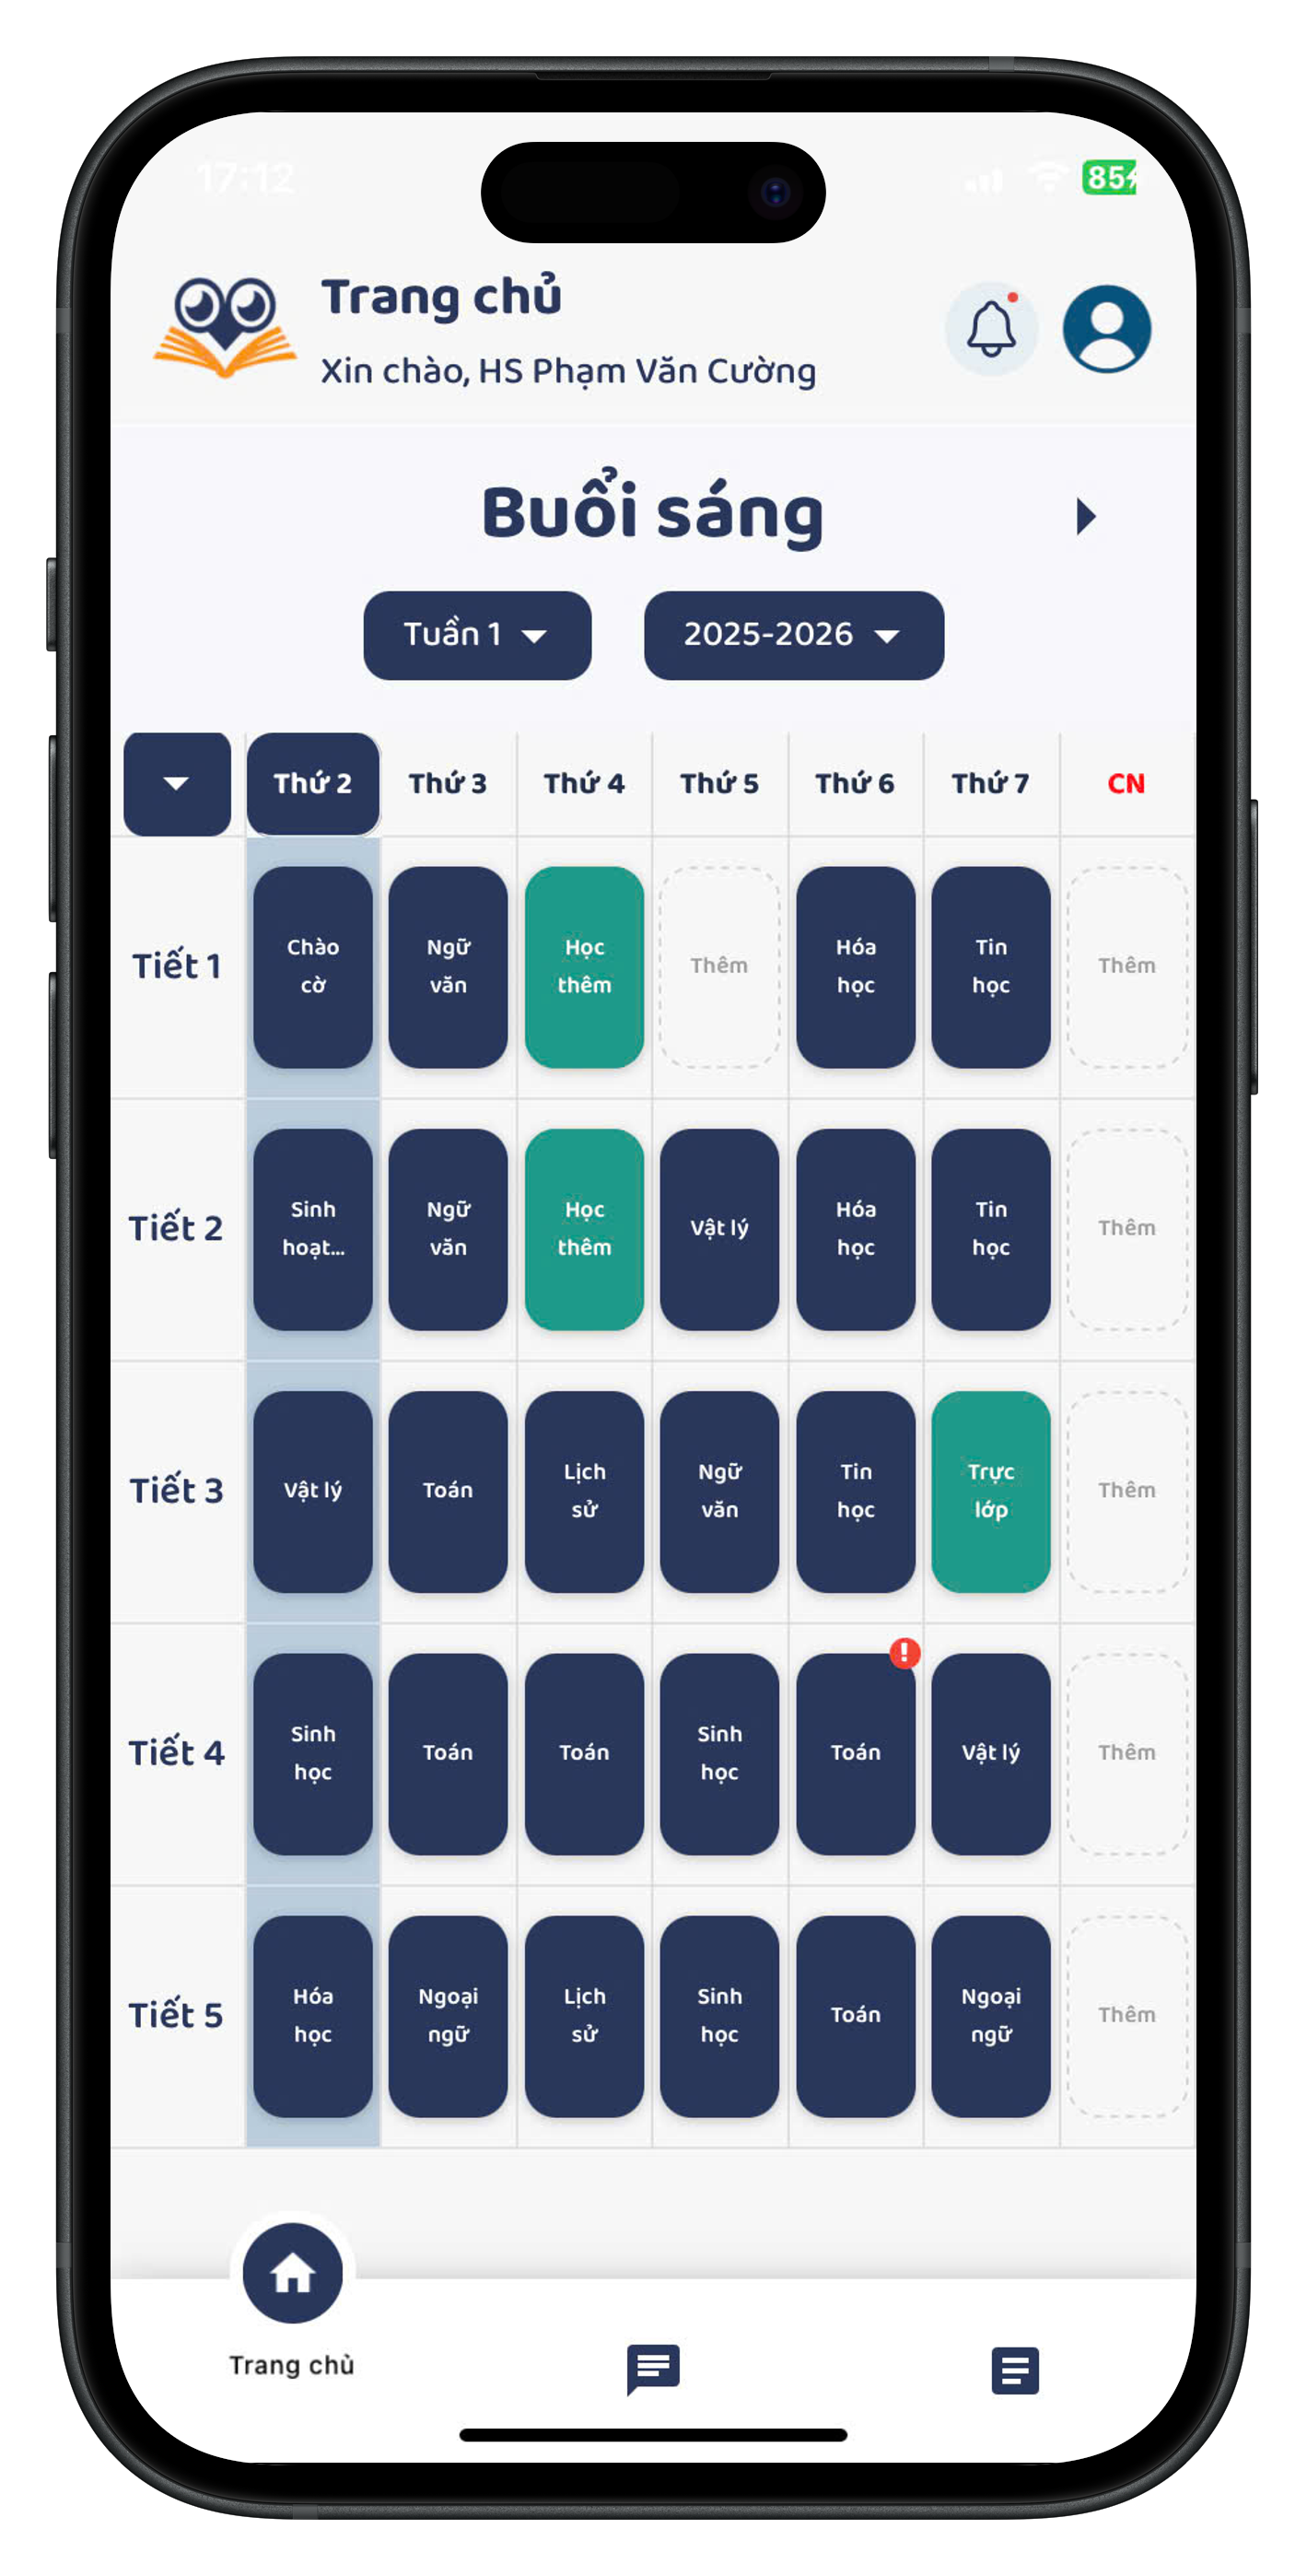 17:12
85
Trang chủ
Xin chào, HS Phạm Văn Cường
Buổi sáng
Tuần 1
2025-2026
Thứ 2 Thứ 3 Thứ 4 Thứ 5 Thứ 6 Thứ 7 CN
Tiết 1
Chào
cờ
Ngữ
văn
Học
thêm
Thêm
Hóa
học
Tin
học
Thêm
Tiết 2
Sinh
hoạt...
Ngữ
văn
Học
thêm
Vật lý
Hóa
học
Tin
học
Thêm
Tiết 3
Vật lý
Toán
Lịch
sử
Ngữ
văn
Tin
học
Trực
lớp
Thêm
Tiết 4
Sinh
học
Toán
Toán
Sinh
học
Toán
!
Vật lý
Thêm
Tiết 5
Hóa
học
Ngoại
ngữ
Lịch
sử
Sinh
học
Toán
Ngoại
ngữ
Thêm
Trang chủ